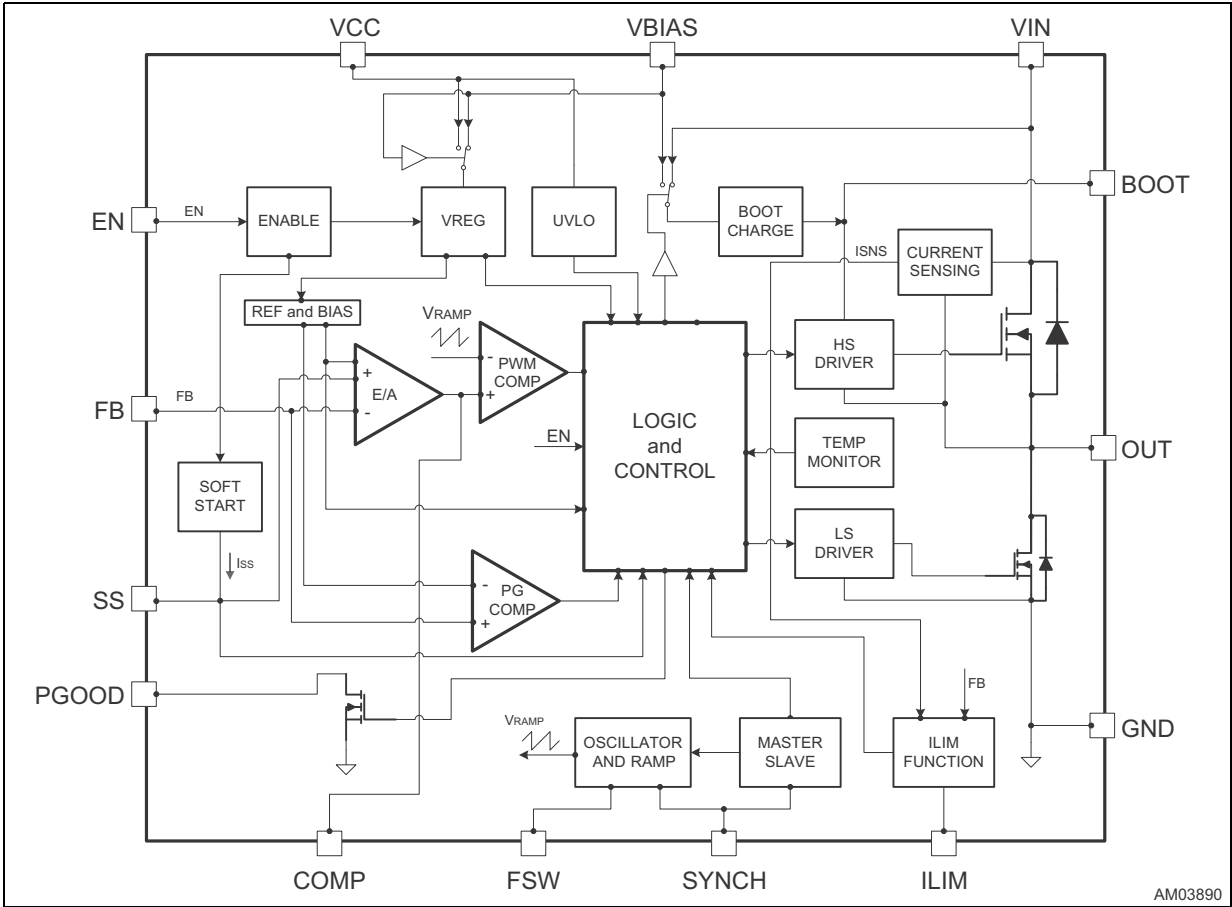 VCC
VBIAS
VIN
BOOT
EN
EN
ENABLE
VREG
UVLO
BOOT
CHARGE
ISNS
CURRENT
SENSING
REF and BIAS
VRAMP
-
PWM
COMP
+
HS
DRIVER
+
E/A
-
FB
FB
LOGIC
and
CONTROL
EN
TEMP
MONITOR
OUT
SOFT
START
ISS
LS
DRIVER
SS
-
PG
COMP
+
PGOOD
FB
VRAMP
OSCILLATOR
AND RAMP
MASTER
SLAVE
ILIM
FUNCTION
GND
COMP
FSW
SYNCH
ILIM
AM03890